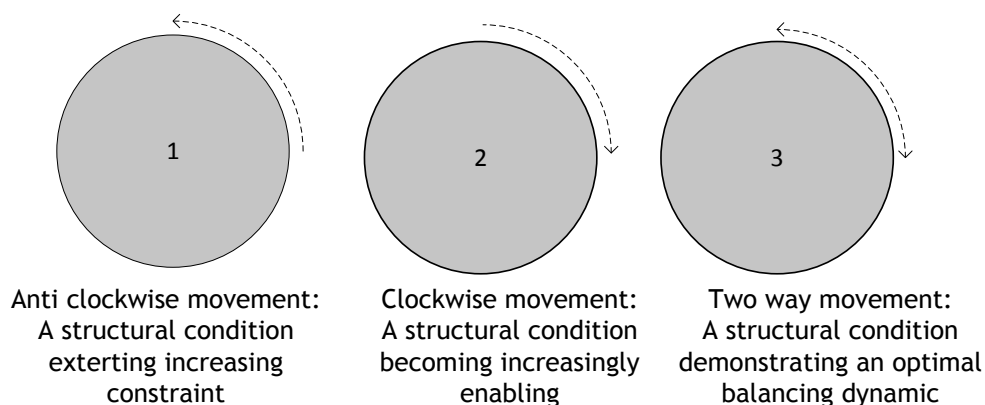 1
2
3
Anti clockwise movement:
A structural condition
exterting increasing
constraint
Clockwise movement:
A structural condition
becoming increasingly
enabling
Two way movement:
A structural condition
demonstrating an optimal
balancing dynamic